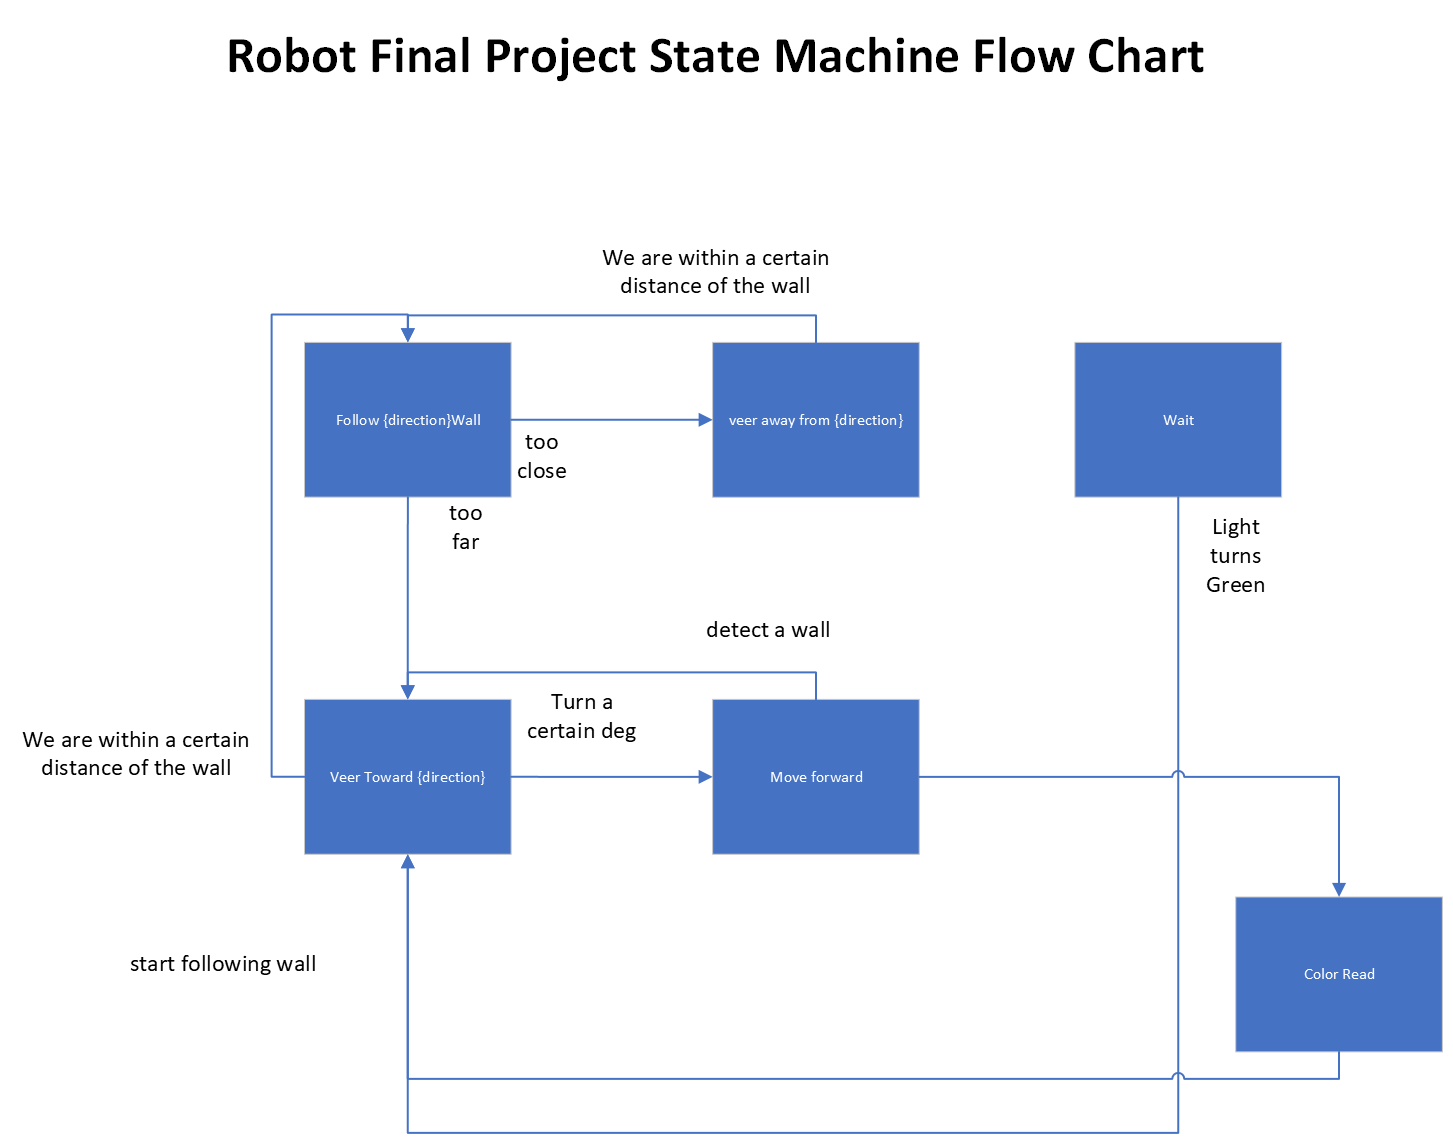 Robot Final Project State Machine Flow Chart
We are within a certain
distance of the wall
Follow {direction}Wall
veer away from {direction}
Wait
too
close
too
far
Light
turns
Green
detect a wall
Turn a
certain deg
We are within a certain
distance of the wall
Veer Toward {direction}
Move forward
start following wall
Color Read